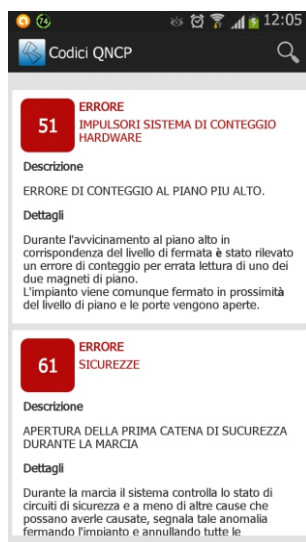 74
12:05
Codici QNCP
51
ERRORE
IMPULSORI SISTEMA DI CONTEGGIO
HARDWARE
Descrizione
ERRORE DI CONTEGGIO AL PIANO PIU ALTO.
Dettagli
Durante l'avvicinamento al piano alto in
corrispondenza del livello di fermata è stato rilevato
un errore di conteggio per errata lettura di uno dei
due magneti di piano.
L'impianto viene comunque fermato in prossimità
del livello di piano e le porte vengono aperte.
61
ERRORE
SICUREZZE
Descrizione
APERTURA DELLA PRIMA CATENA DI SUCUREZZA
DURANTE LA MARCIA
Dettagli
Durante la marcia il sistema controlla lo stato di
circuiti di sicurezza e a meno di altre cause che
possano averle causate, segnala tale anomalia
fermando l'impianto e annullando tutte le